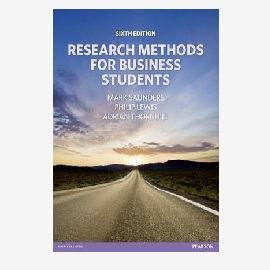 SIXTH EDITION
RESEARCH METHODS
FOR BUSINESS
STUDENTS
MARK SAUNDERS
PHILIP LEWIS
ADRIAN THORNHILL
PEARSON